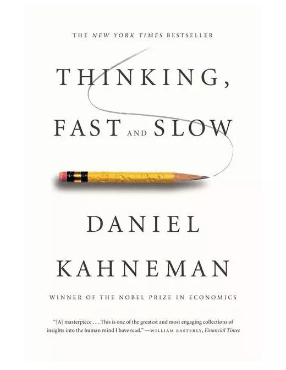 THE NEW YORK TIMES BESTSELLER
THINKING,
FAST AND SLOW
DANIEL
KAHNEMAN
WINNER OF THE NOBEL PRIZE IN ECONOMICS
"[A] masterpiece . . . This is one of the greatest and most engaging collections of
insights into the human mind I have read." —WILLIAM EASTERLY, Financial Times